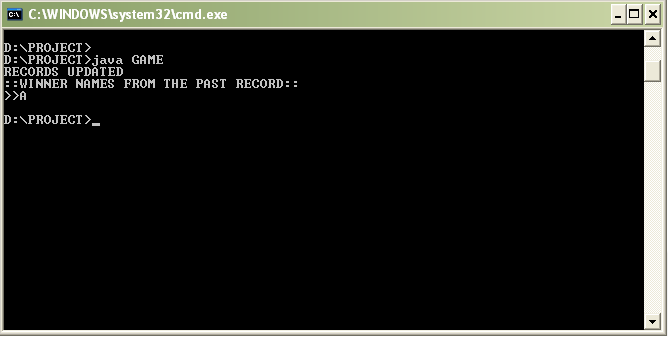 C:\WINDOWS\system32\cmd.exe
D:\PROJECT>
D:\PROJECT>java GAME
RECORDS UPDATED
::WINNER NAMES FROM THE PAST RECORD::
>>A
D:\PROJECT>_